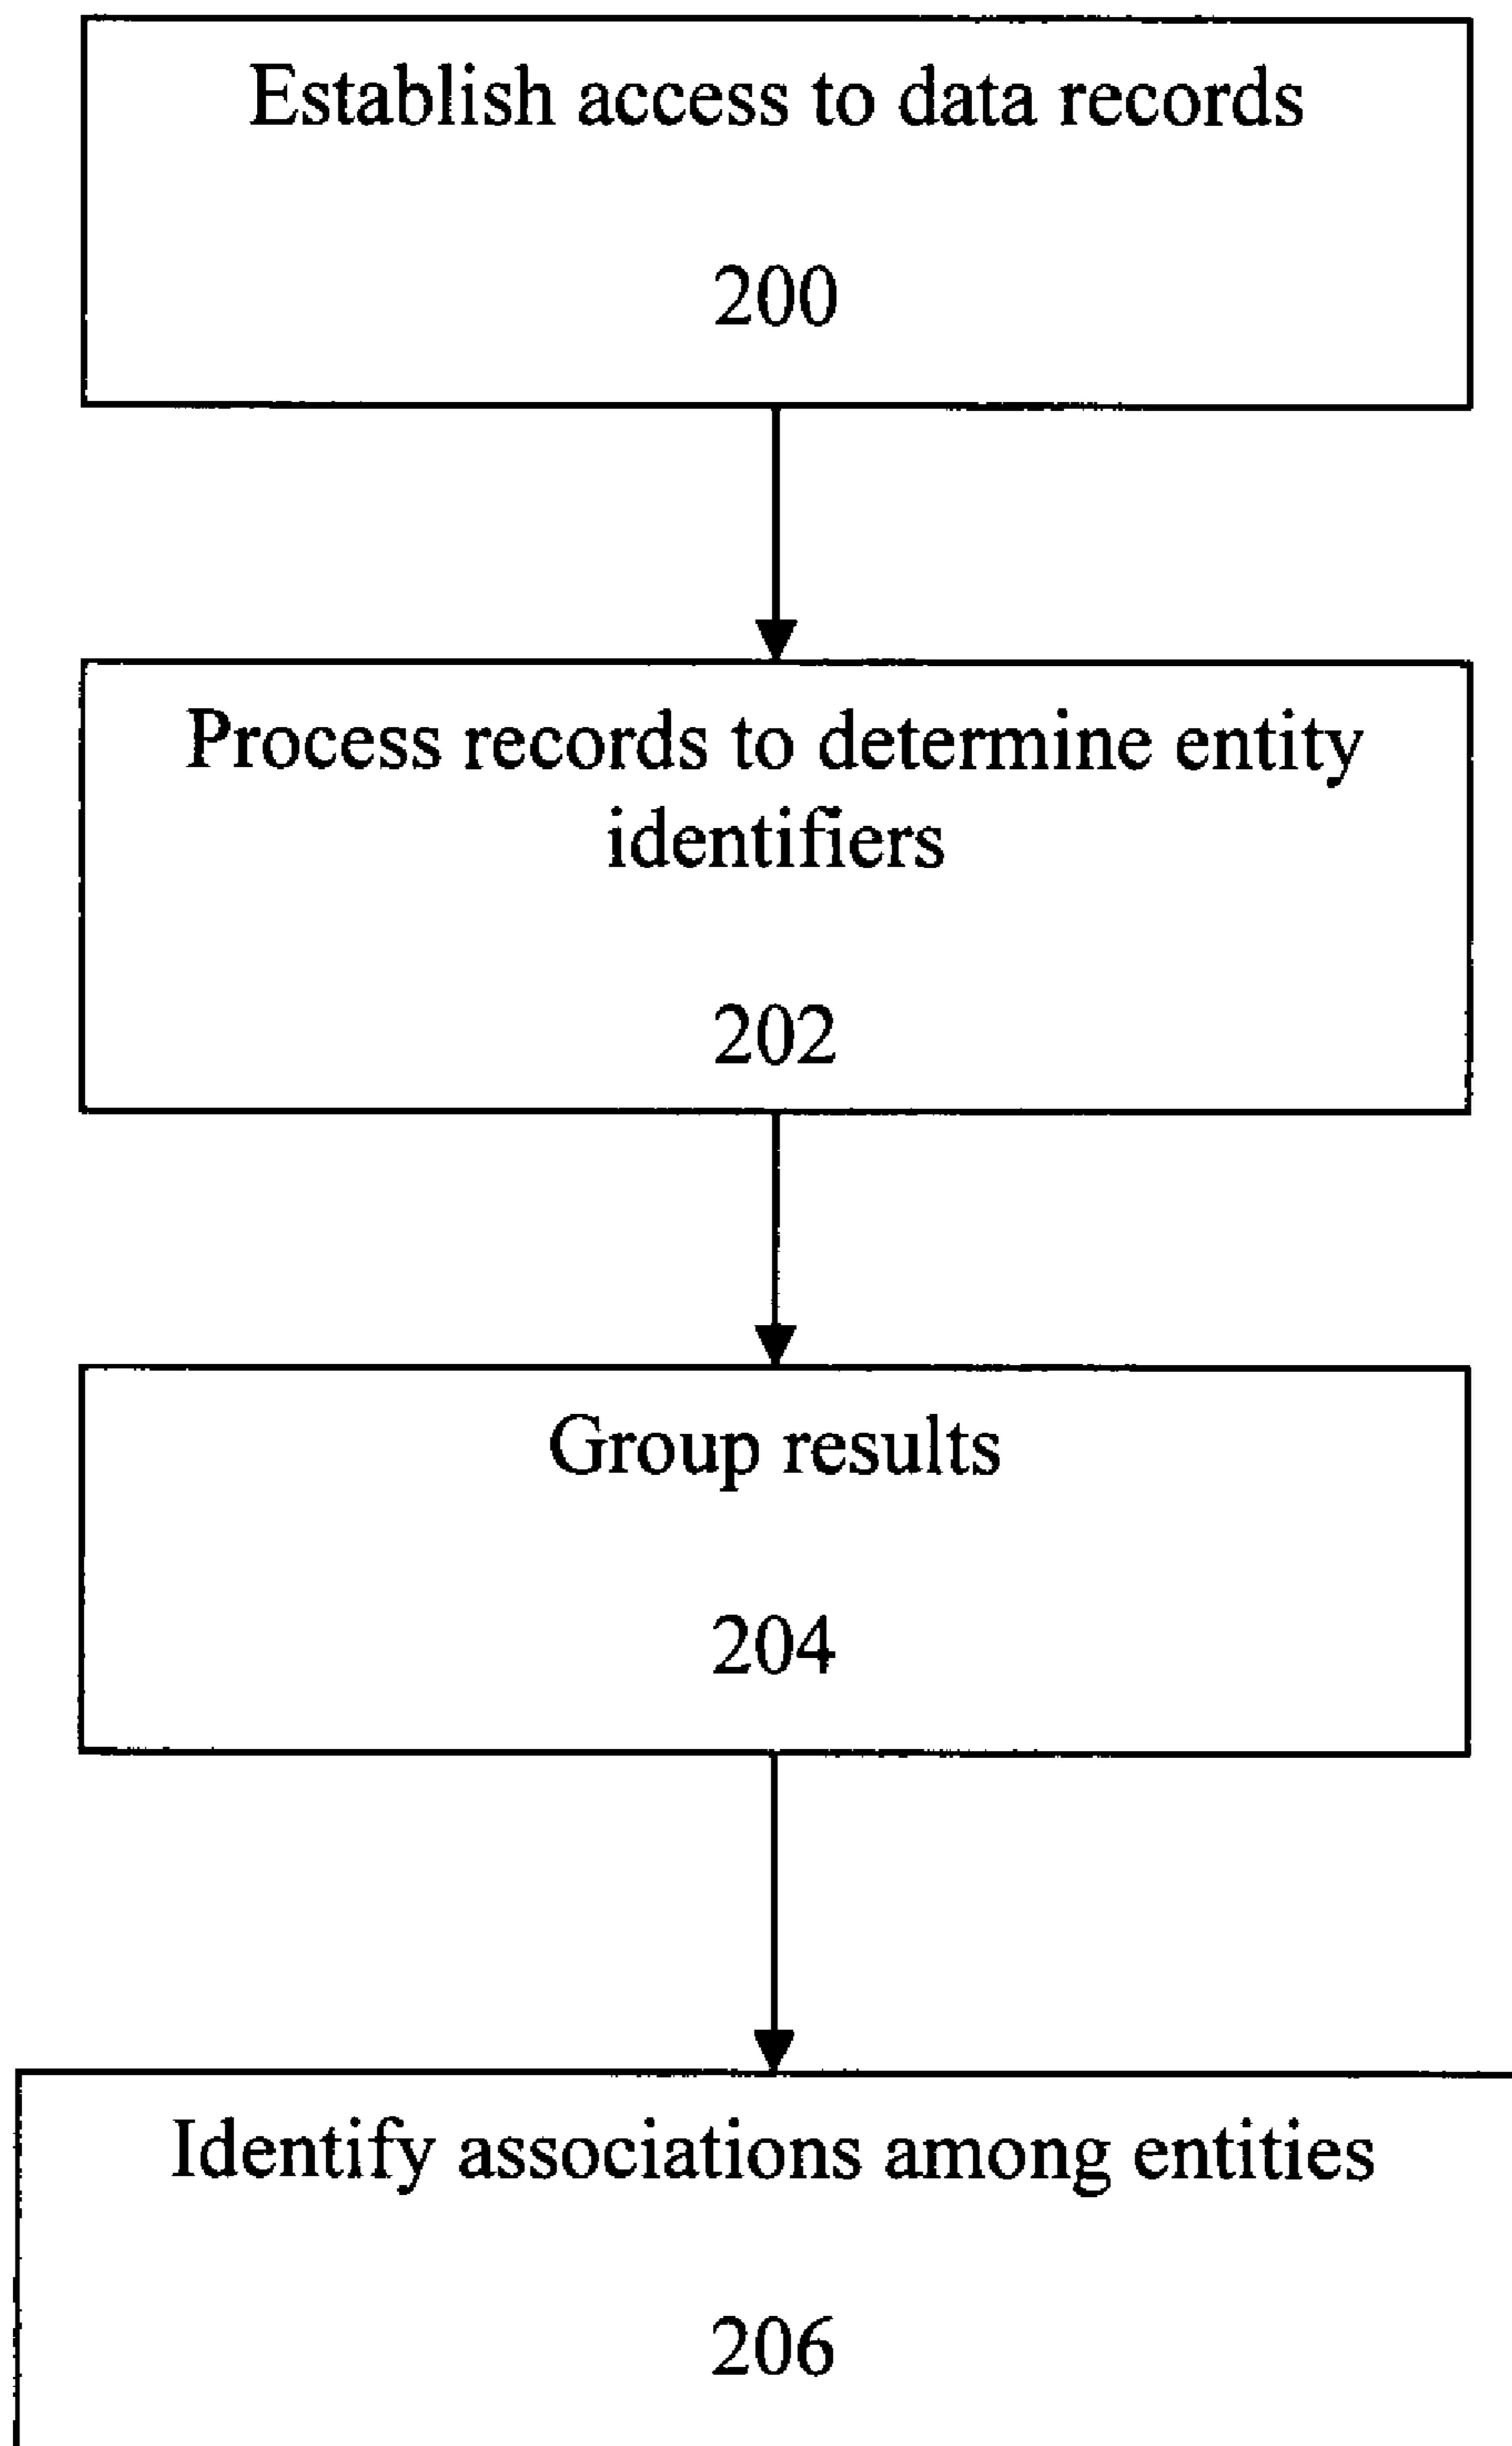 Establish access to data records
200
Process records to determine entity
identifiers
202
Group results
204
Identify associations among entities
206